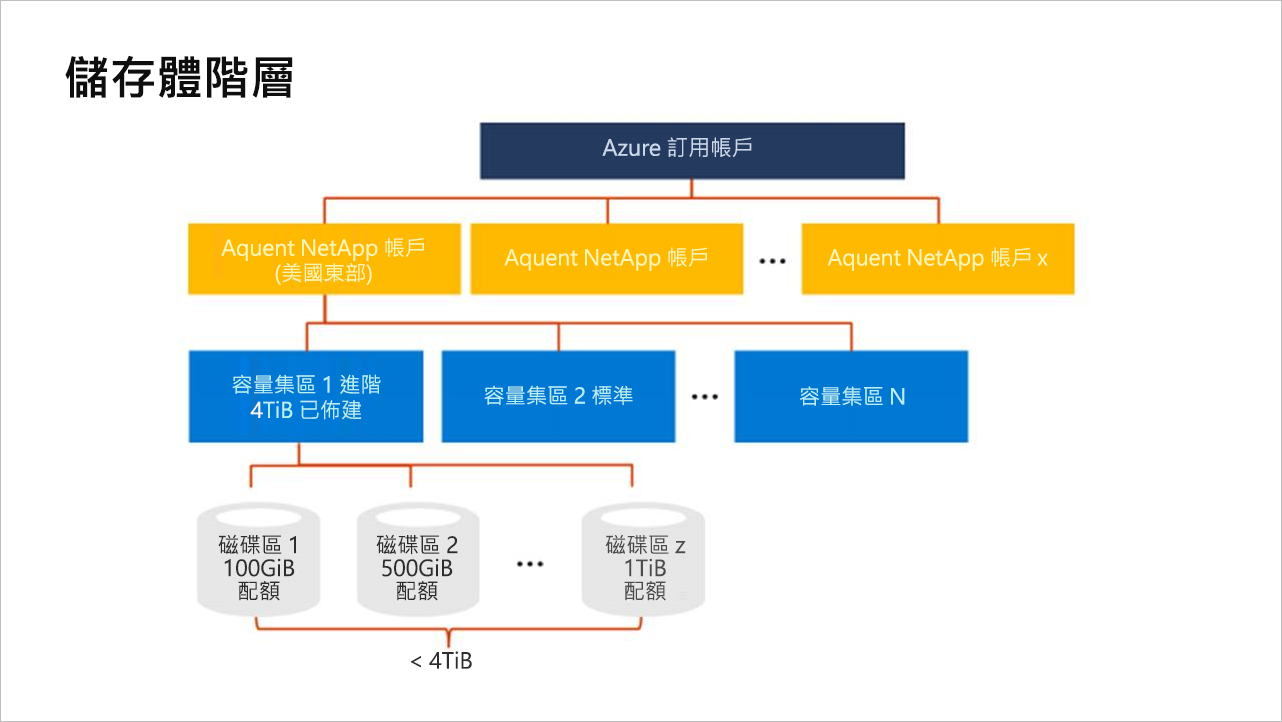 儲存體階層
Azure 訂用帳戶
Aquent NetApp 帳戶
(美國東部)
Aquent NetApp 帳戶
...
Aquent NetApp 帳戶 x
容量集區 1 進階
4TiB 已佈建
容量集區 2 標準
...
容量集區 N
磁碟區 1
100GiB
配額
磁碟區 2
500GiB
配額
...
磁碟區 z
1TiB
配額
< 4TiB